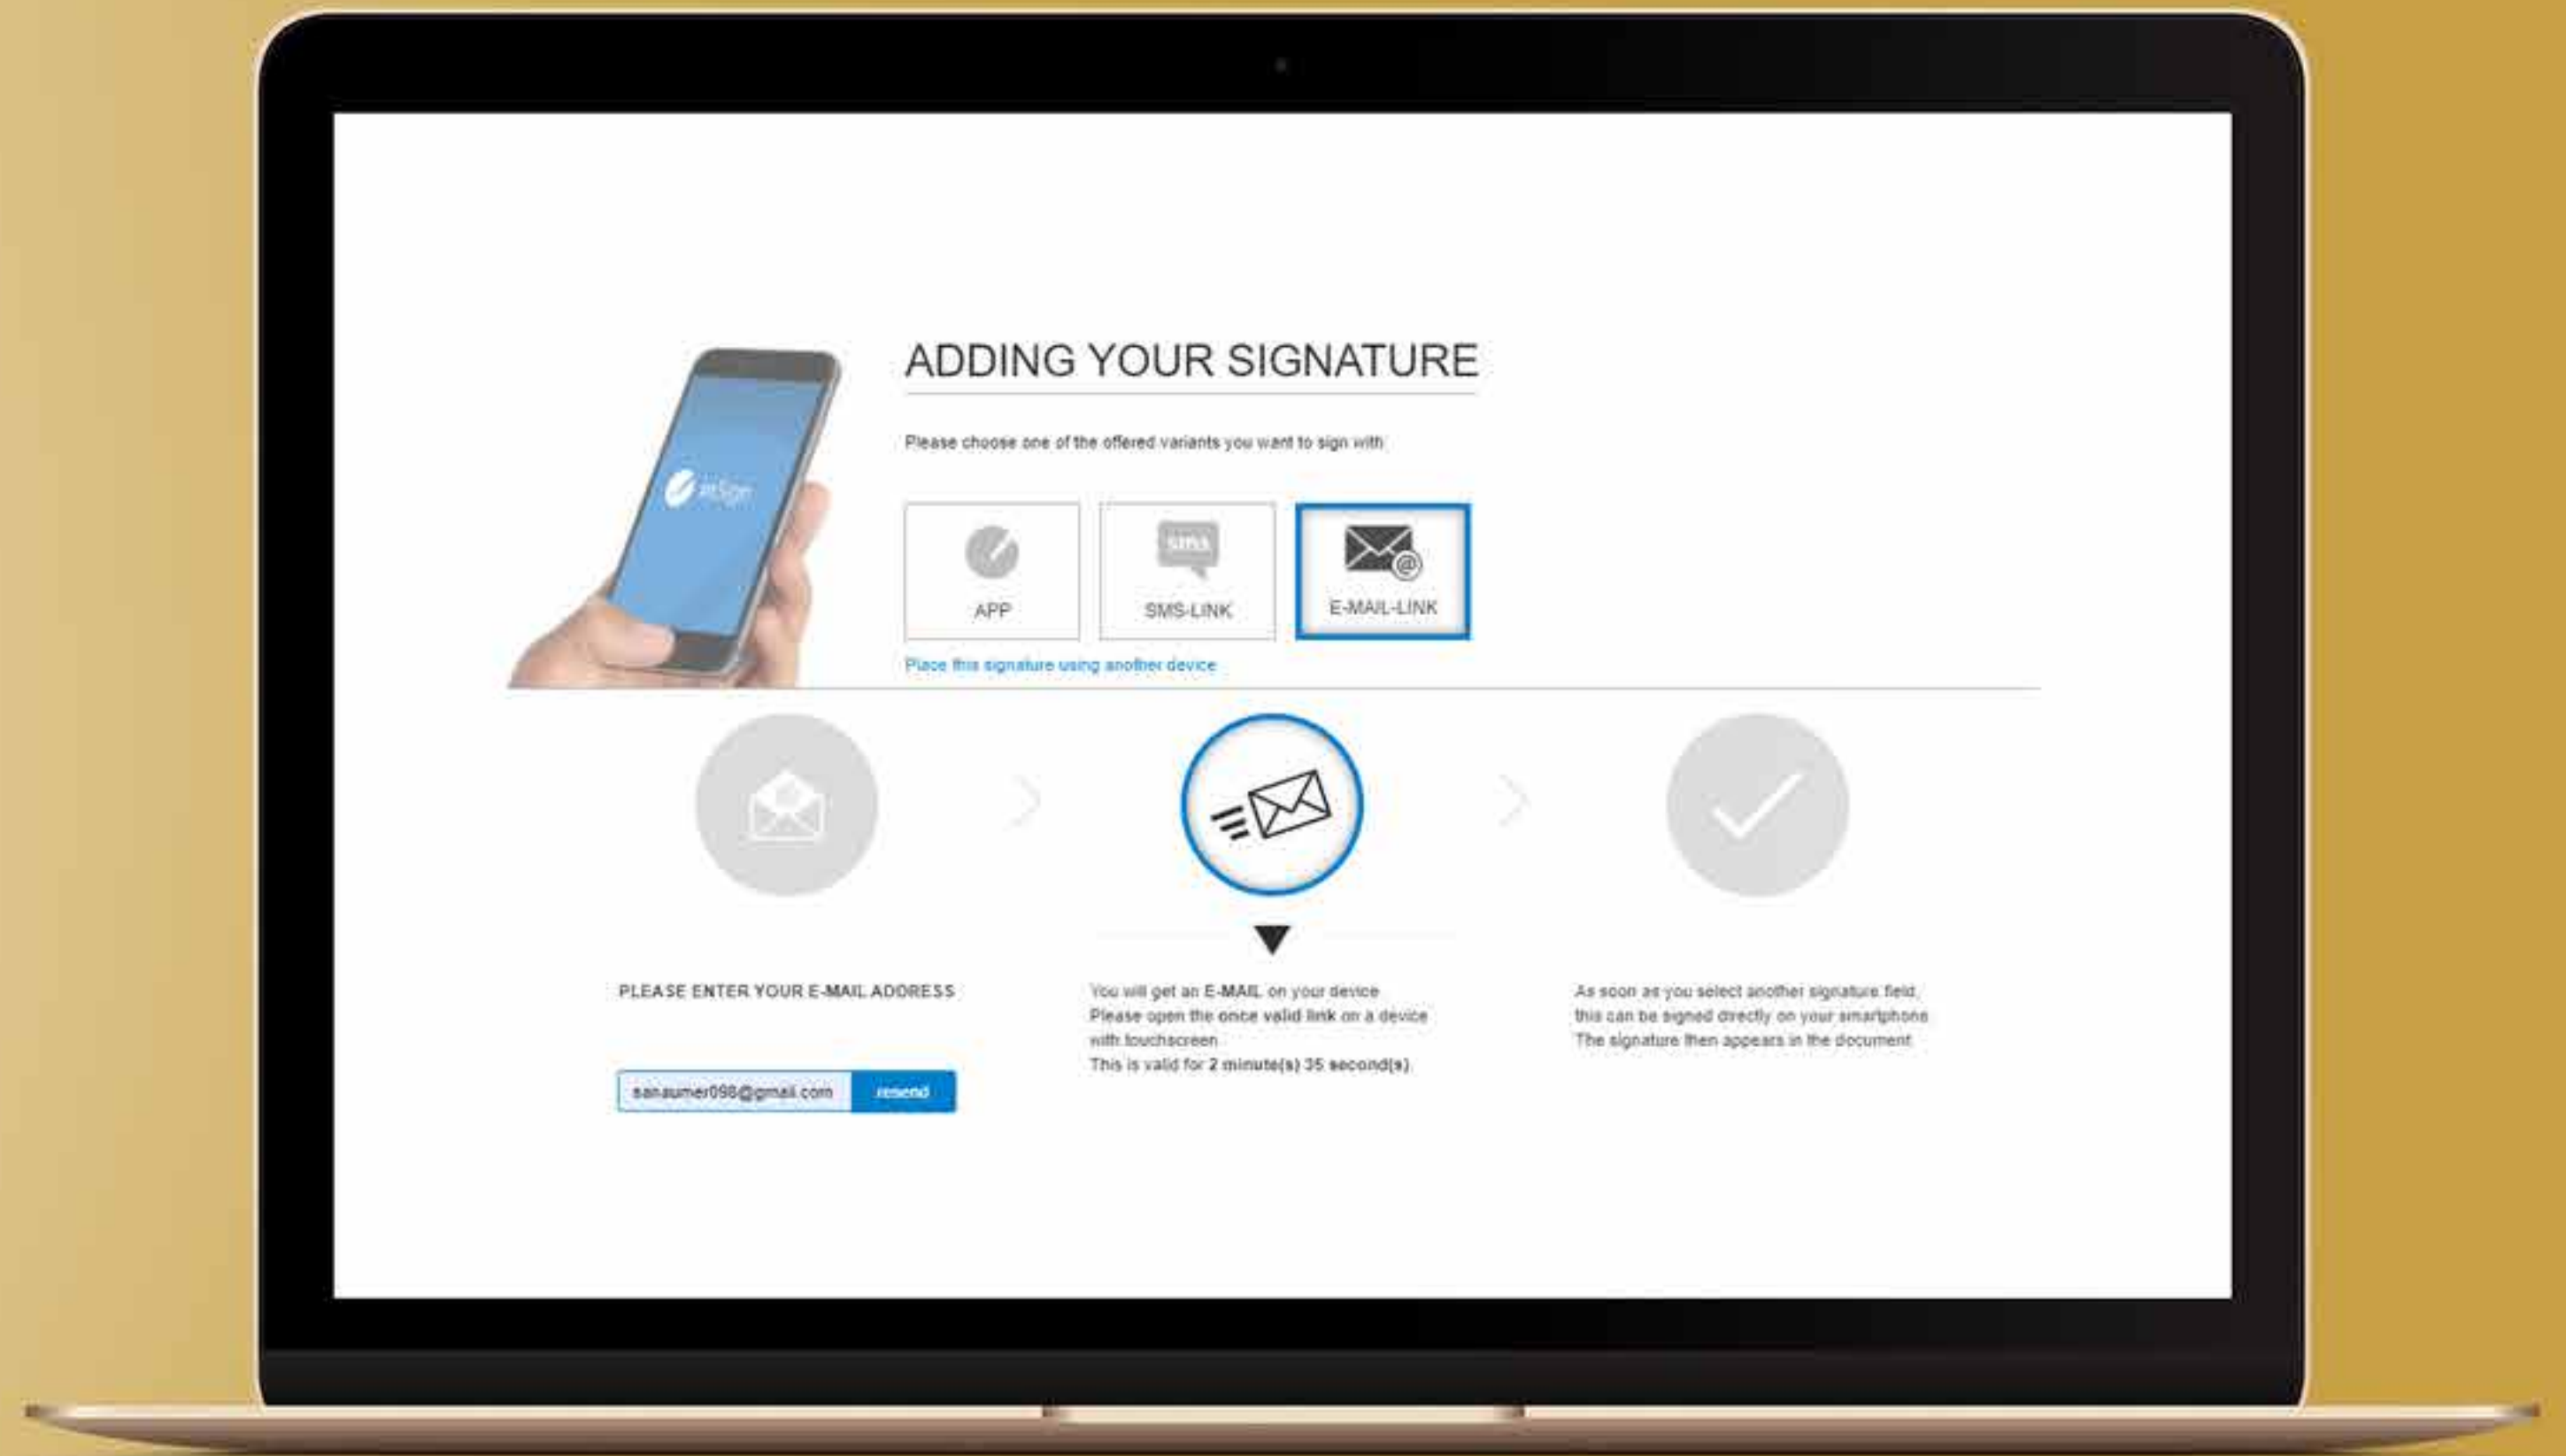 ADDING YOUR SIGNATURE
Please choose one of the offered variants you want to sign with
sms
APP
SMS-LINK
E-MAIL-LINK
Place this signature using another device
PLEASE ENTER YOUR E-MAIL ADDRESS
sanaumer098@gmail.com
resend
You will get an E-MAIL on your device
Please open the once valid link on a device
with touchscreen
This is valid for 2 minute(s) 35 second(s)
As soon as you select another signature field,
this can be signed directly on your smartphone
The signature then appears in the document